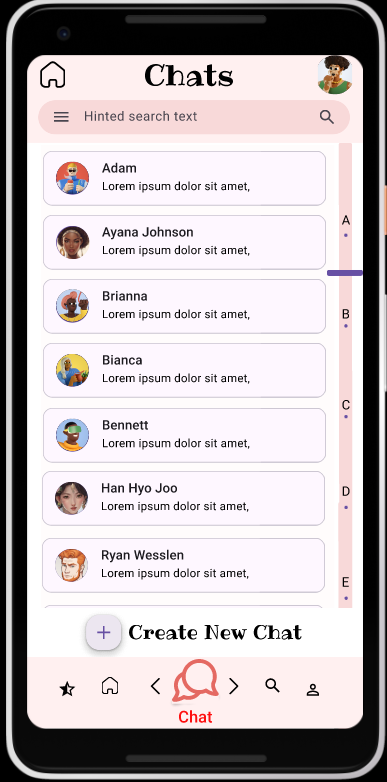 Chats
Hinted search text
Adam
Lorem ipsum dolor sit amet,
Ayana Johnson
Lorem ipsum dolor sit amet,
Brianna
Lorem ipsum dolor sit amet,
Bianca
Lorem ipsum dolor sit amet,
Bennett
Lorem ipsum dolor sit amet,
Han Hyo Joo
Lorem ipsum dolor sit amet,
Ryan Wesslen
Lorem ipsum dolor sit amet,
A
B
C
D
E
Create New Chat
Chat